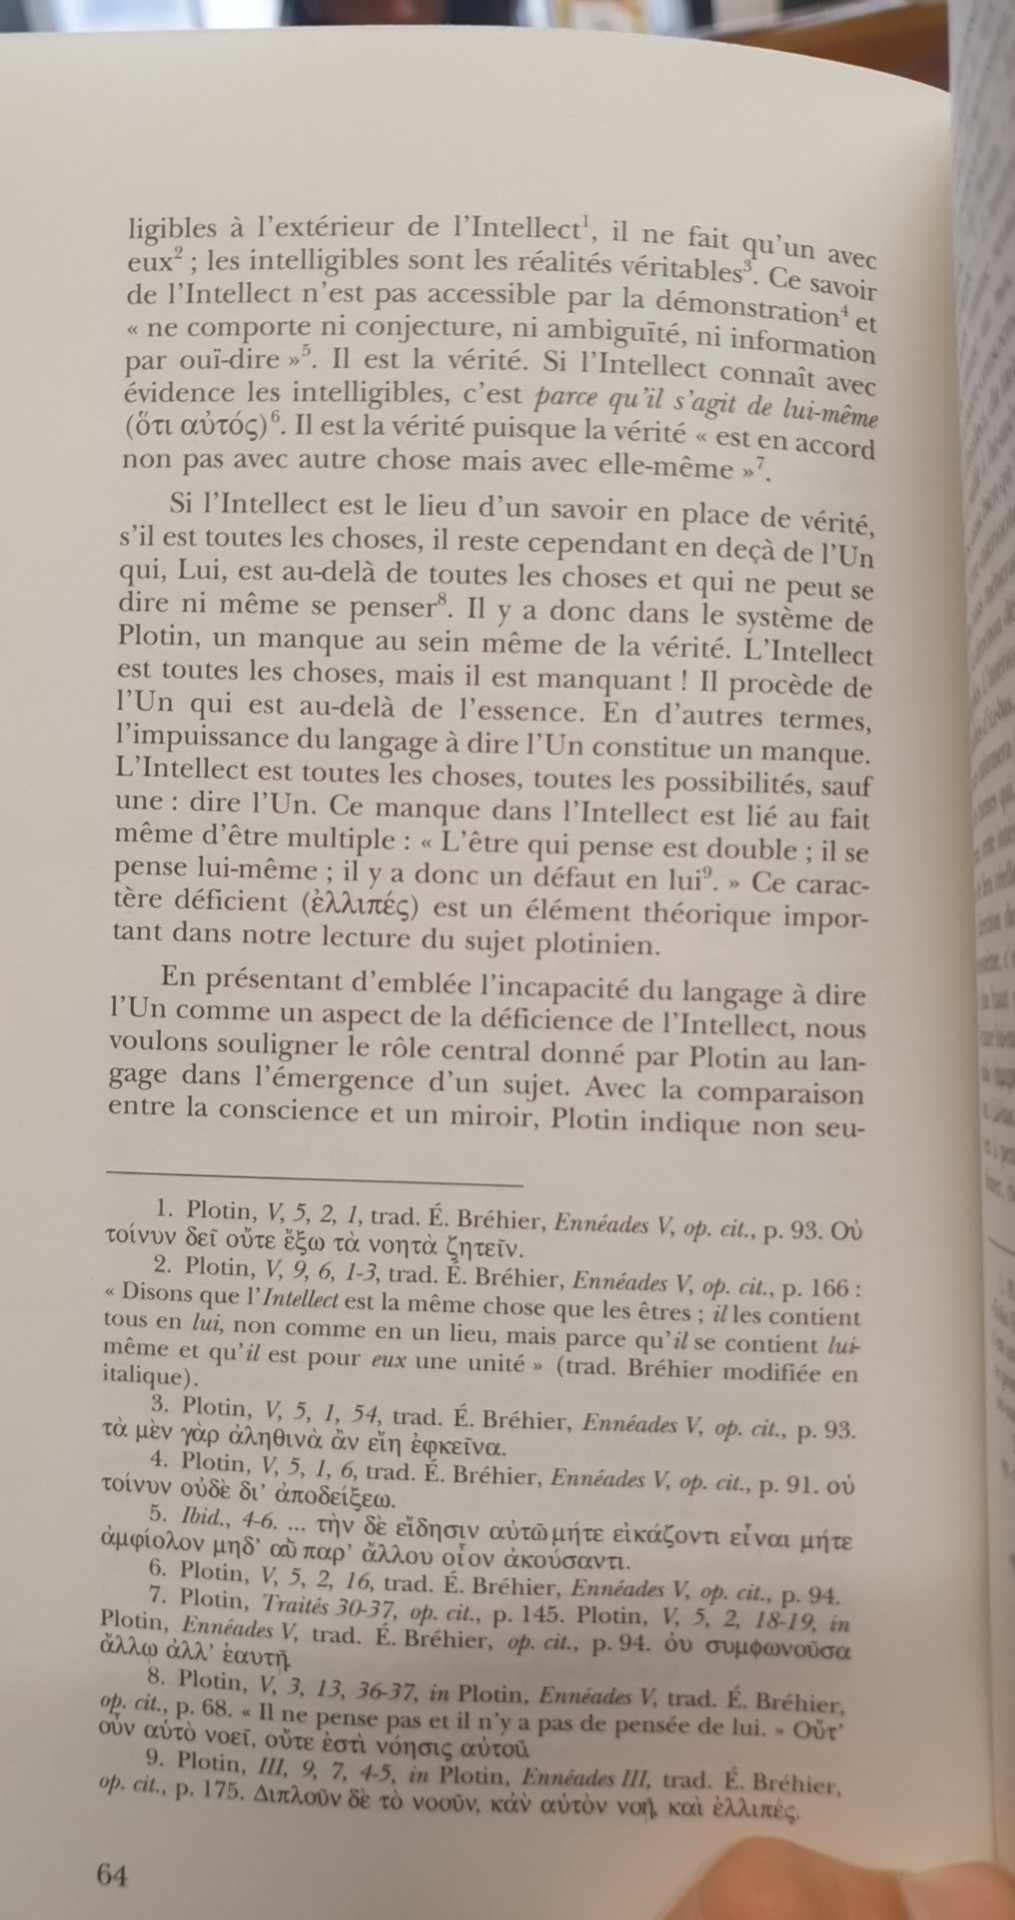 ligibles à l'extérieur de l'Intellect¹, il ne fait qu'un avec
eux² ; les intelligibles sont les réalités véritables³. Ce savoir
de l'Intellect n'est pas accessible par la démonstration⁴ et
« ne comporte ni conjecture, ni ambiguïté, ni information
par ouï-dire »⁵. Il est la vérité. Si l'Intellect connaît avec
évidence les intelligibles, c'est parce qu'il s'agit de lui-même
(ὅτι αὐτός)⁶. Il est la vérité puisque la vérité « est en accord
non pas avec autre chose mais avec elle-même »⁷.
Si l'Intellect est le lieu d'un savoir en place de vérité,
s'il est toutes les choses, il reste cependant en deçà de l'Un
qui, Lui, est au-delà de toutes les choses et qui ne peut se
dire ni même se penser⁸. Il y a donc dans le système de
Plotin, un manque au sein même de la vérité. L'Intellect
est toutes les choses, mais il est manquant ! Il procède de
l'Un qui est au-delà de l'essence. En d'autres termes,
l'impuissance du langage à dire l'Un constitue un manque.
L'Intellect est toutes les choses, toutes les possibilités, sauf
une : dire l'Un. Ce manque dans l'Intellect est lié au fait
même d'être multiple : « L'être qui pense est double ; il se
pense lui-même ; il y a donc un défaut en lui⁹. » Ce carac-
tère déficient (ἐλλιπές) est un élément théorique impor-
tant dans notre lecture du sujet plotinien.
En présentant d'emblée l'incapacité du langage à dire
l'Un comme un aspect de la déficience de l'Intellect, nous
voulons souligner le rôle central donné par Plotin au lan-
gage dans l'émergence d'un sujet. Avec la comparaison
entre la conscience et un miroir, Plotin indique non seu-
1. Plotin, V, 5, 2, 1, trad. É. Bréhier, Ennéades V, op. cit., p. 93. Οὐ
τοίνυν δεῖ οὔτε ἔξω τὰ νοητὰ ζητεῖν.
2. Plotin, V, 9, 6, 1-3, trad. É. Bréhier, Ennéades V, op. cit., p. 166 :
« Disons que l'Intellect est la même chose que les êtres ; il les contient
tous en lui, non comme en un lieu, mais parce qu'il se contient lui-
même et qu'il est pour eux une unité » (trad. Bréhier modifiée en
italique).
3. Plotin, V, 5, 1, 54, trad. É. Bréhier, Ennéades V, op. cit., p. 93.
τὰ μὲν γὰρ ἀληθινὰ ἂν εἴη ἐφκεῖνα.
4. Plotin, V, 5, 1, 6, trad. É. Bréhier, Ennéades V, op. cit., p. 91. οὐ
τοίνυν οὐδὲ δι' ἀποδείξεω.
5. Ibid., 4-6. ... τὴν δὲ εἴδησιν αὐτῶ μήτε εἰκάζοντι εἶναι μήτε
ἀμφίολον μηδ' αὖ παρ' ἄλλου οἷον ἀκούσαντι.
6. Plotin, V, 5, 2, 16, trad. É. Bréhier, Ennéades V, op. cit., p. 94.
7. Plotin, Traités 30-37, op. cit., p. 145. Plotin, V, 5, 2, 18-19, in
Plotin, Ennéades V, trad. É. Bréhier, op. cit., p. 94. ὀυ συμφωνοῦσα
ἄλλῳ ἀλλ' ἑαυτῇ
8. Plotin, V, 3, 13, 36-37, in Plotin, Ennéades V, trad. É. Bréhier,
op. cit., p. 68. « Il ne pense pas et il n'y a pas de pensée de lui. » Οὔτ'
οὖν αὐτὸ νοεῖ, οὔτε ἐστὶ νόησις αὐτοῦ
9. Plotin, III, 9, 7, 4-5, in Plotin, Ennéades III, trad. É. Bréhier,
op. cit., p. 175. Διπλοῦν δὲ τὸ νοοῦν, κἀν αὑτὸν νοῇ, καὶ ἐλλιπές.
64